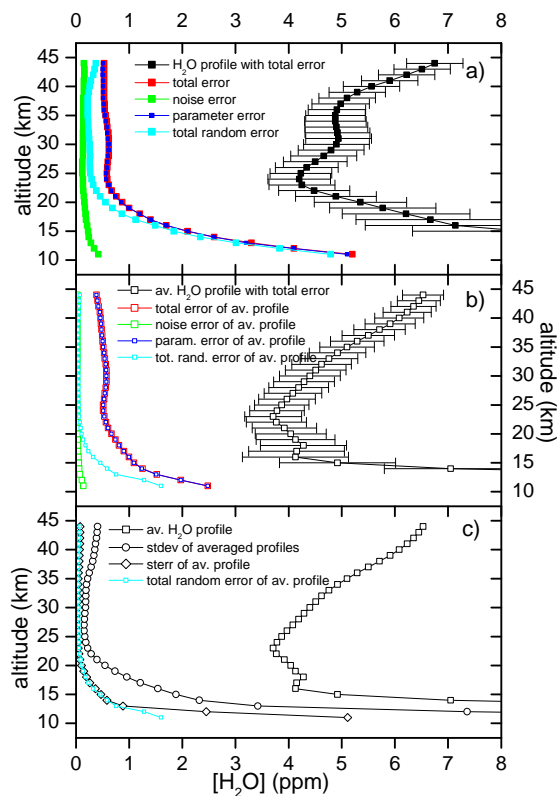 0 1 2 3 4 5 6 7 8
a)
H2O profile with total error
total error
noise error
parameter error
total random error
45
40
35
30
25
20
15
10
altitude (km)
b)
av. H2O profile with total error
total error of av. profile
noise error of av. profile
param. error of av. profile
tot. rand. error of av. profile
45
40
35
30
25
20
15
10
altitude (km)
c)
av. H2O profile
stdev of averaged profiles
sterr of av. profile
total random error of av. profile
45
40
35
30
25
20
15
10
altitude (km)
0 1 2 3 4 5 6 7 8
[H2O] (ppm)